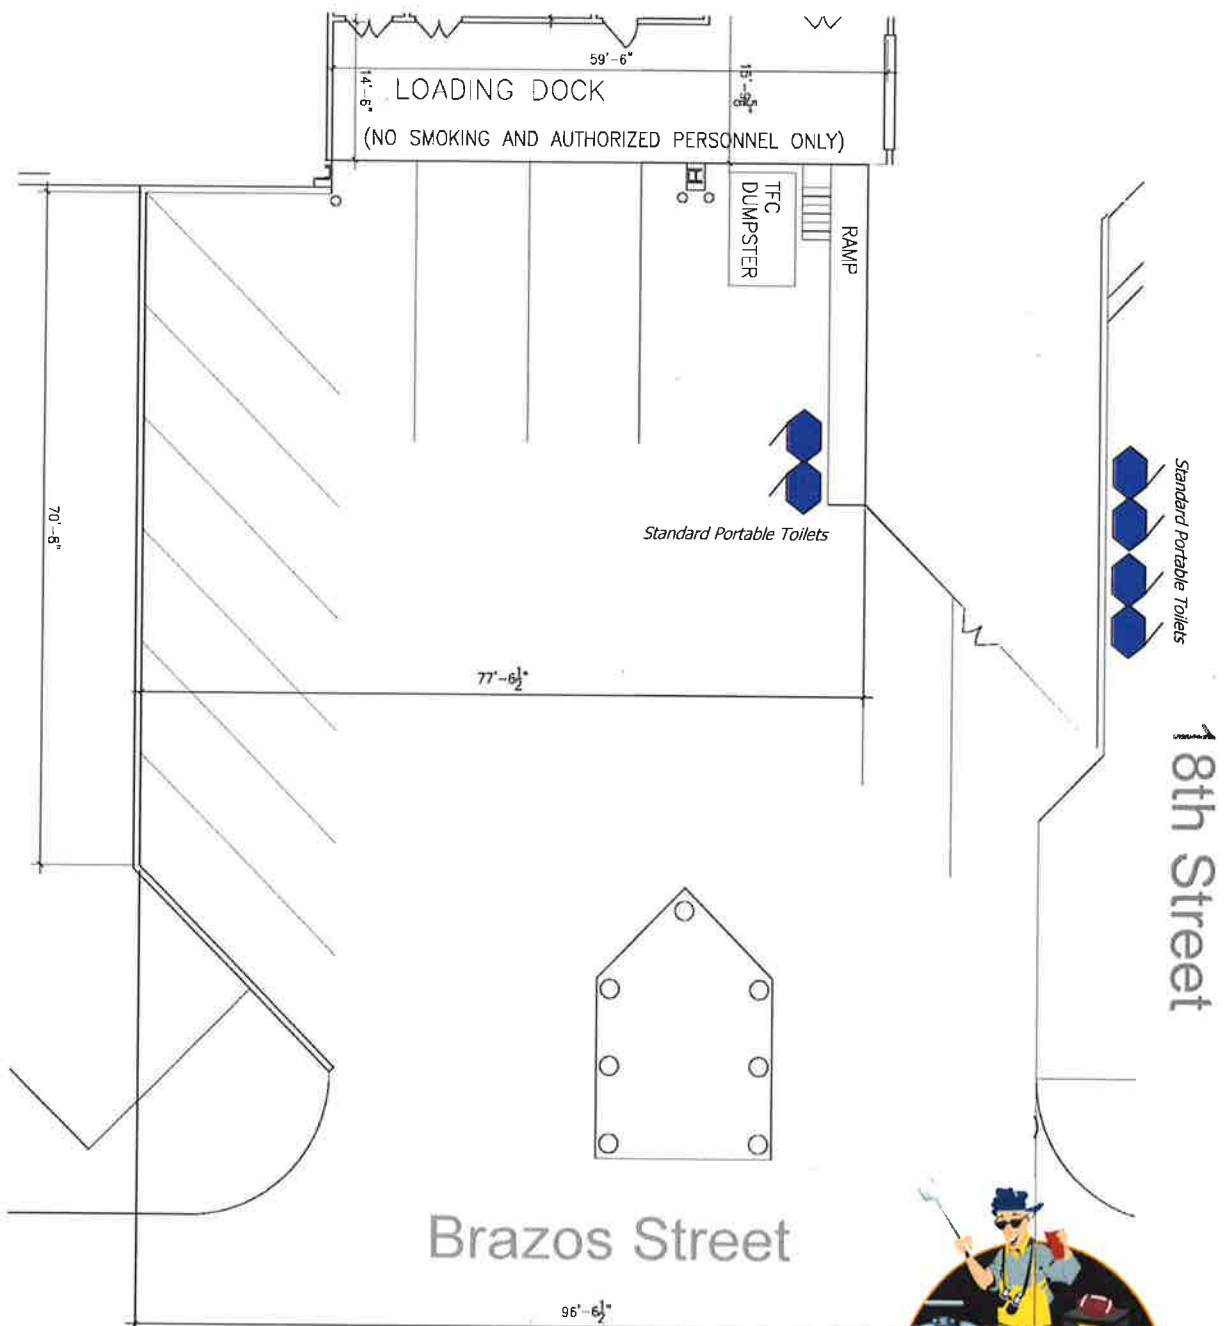 59'-6"
14'-6"
LOADING DOCK
(NO SMOKING AND AUTHORIZED PERSONNEL ONLY)
H
TFC
DUMPSTER
RAMP
Standard Portable Toilets
Standard Portable Toilets
70'-8"
77'-6½"
18th Street
Brazos Street
96'-6½"